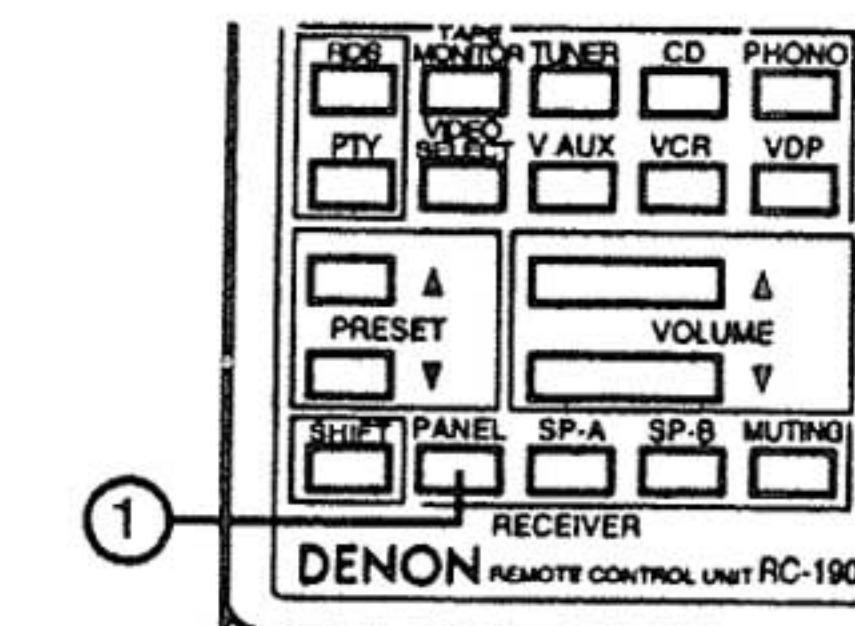 RDS TAPE MONITOR TUNER CD PHONO
PTY VIDEO SELECT V AUX VCR VDP
PRESET VOLUME
SHIFT PANEL SP-A SP-B MUTING
1
RECEIVER
DENON REMOTE CONTROL UNIT RC-190